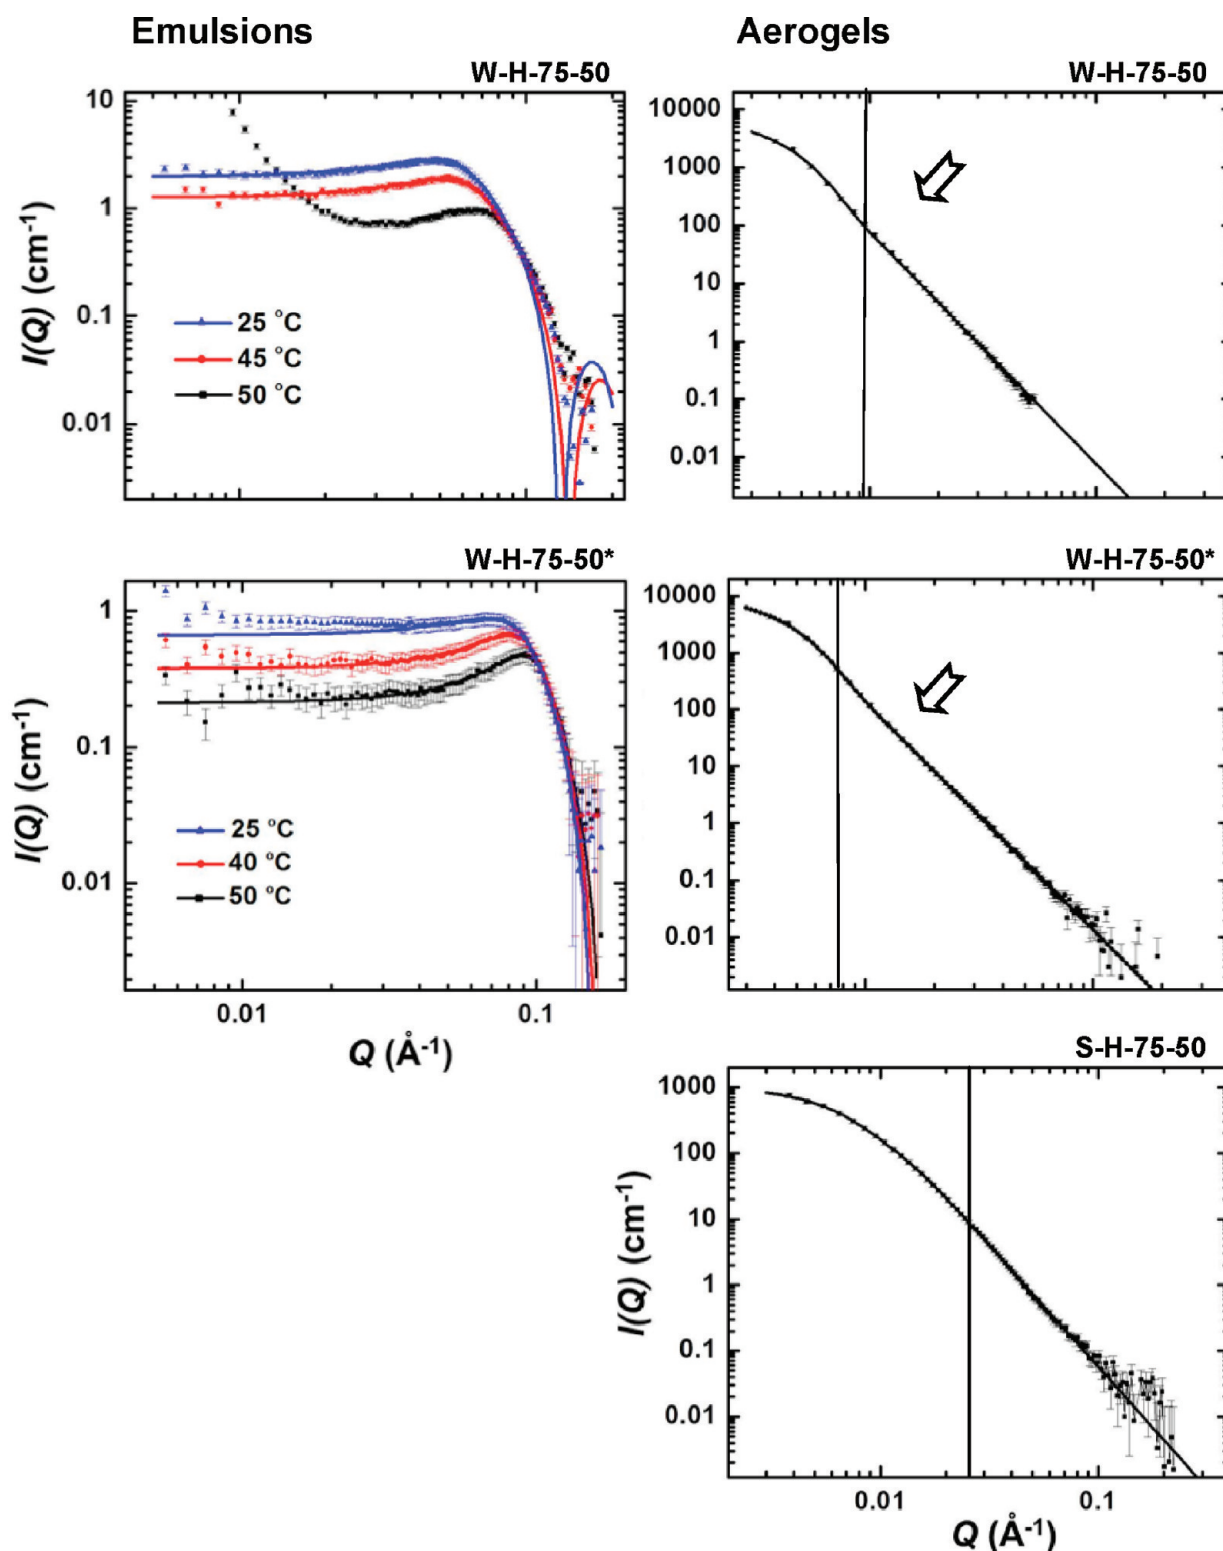 Emulsions
W-H-75-50
10
1
0.1
0.01
I(Q) (cm-1)
25 °C
45 °C
50 °C
Aerogels
W-H-75-50
10000
1000
100
10
1
0.1
0.01
W-H-75-50*
1
0.1
0.01
I(Q) (cm-1)
25 °C
40 °C
50 °C
0.01
0.1
Q (Å-1)
W-H-75-50*
10000
1000
100
10
1
0.1
0.01
S-H-75-50
1000
100
10
1
0.1
0.01
I(Q) (cm-1)
0.01
0.1
Q (Å-1)